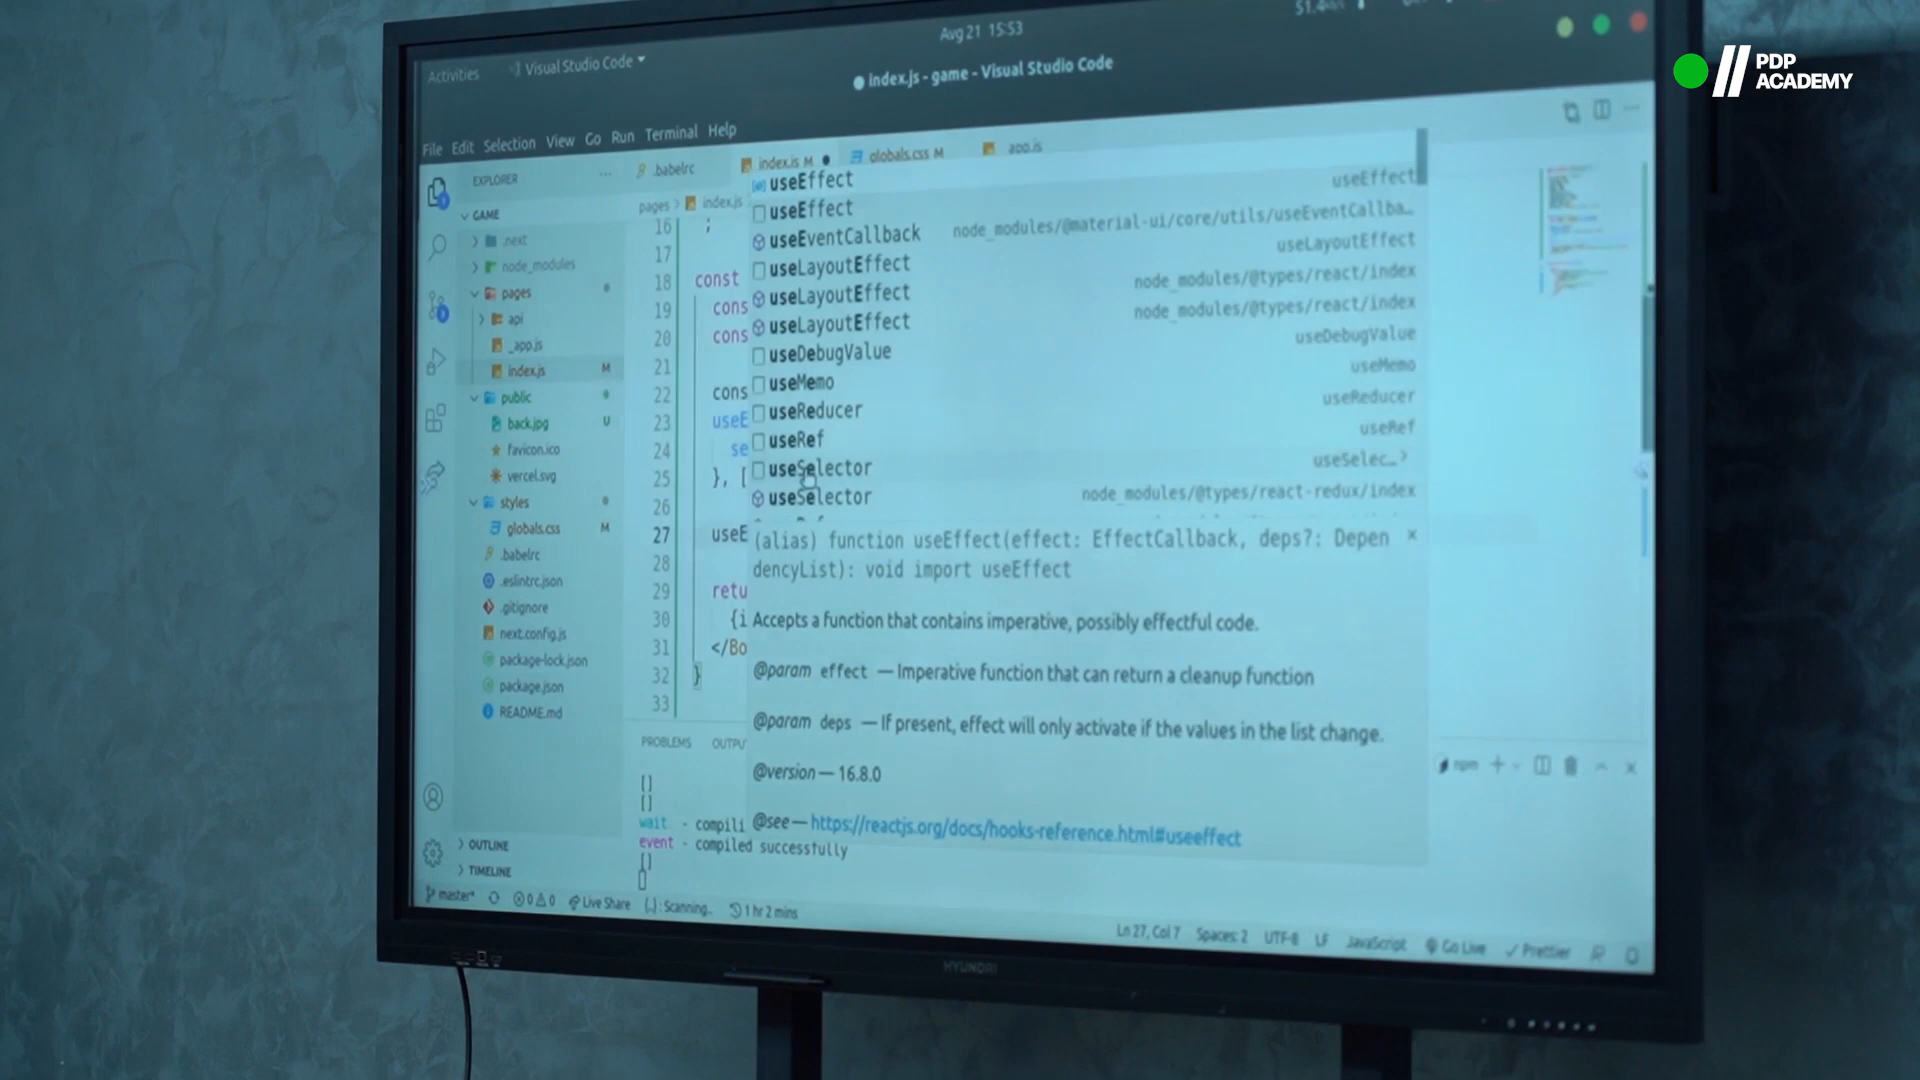 PDP
ACADEMY
Avg 21 15:53
Activities
Visual Studio Code
index.js - game - Visual Studio Code
File Edit Selection View Go Run Terminal Help
EXPLORER
GAME
.next
node_modules
pages
api
_app.js
index.js M
public
back.jpg U
favicon.ico
vercel.svg
styles
globals.css M
.babelrc
.eslintrc.json
.gitignore
next.config.js
package-lock.json
package.json
README.md
OUTLINE
TIMELINE
.babelrc index.js M globals.css M app.js
pages > index.js
16 ;
17
18 const
19 cons
20 cons
21
22 cons
23 useE
24 se
25 }, [
26
27 useE
28
29 retu
30 {i
31 </Bo
32 }
33
useEffect useEffect
useEffect
useEventCallback node_modules/@material-ui/core/utils/useEventCallba…
useLayoutEffect useLayoutEffect
useLayoutEffect node_modules/@types/react/index
useLayoutEffect node_modules/@types/react/index
useDebugValue useDebugValue
useMemo useMemo
useReducer useReducer
useRef useRef
useSelector useSelec…?
useSelector node_modules/@types/react-redux/index
(alias) function useEffect(effect: EffectCallback, deps?: Depen
dencyList): void import useEffect
Accepts a function that contains imperative, possibly effectful code.
@param effect — Imperative function that can return a cleanup function
@param deps — If present, effect will only activate if the values in the list change.
@version — 16.8.0
@see — https://reactjs.org/docs/hooks-reference.html#useeffect
PROBLEMS OUTPU
npm
[]
[]
wait - compili
event - compiled successfully
[]
master* 0 0 Live Share {..} : Scanning.. 1 hr 2 mins
Ln 27, Col 7 Spaces: 2 UTF-8 LF JavaScript Go Live Prettier
HYUNDAI